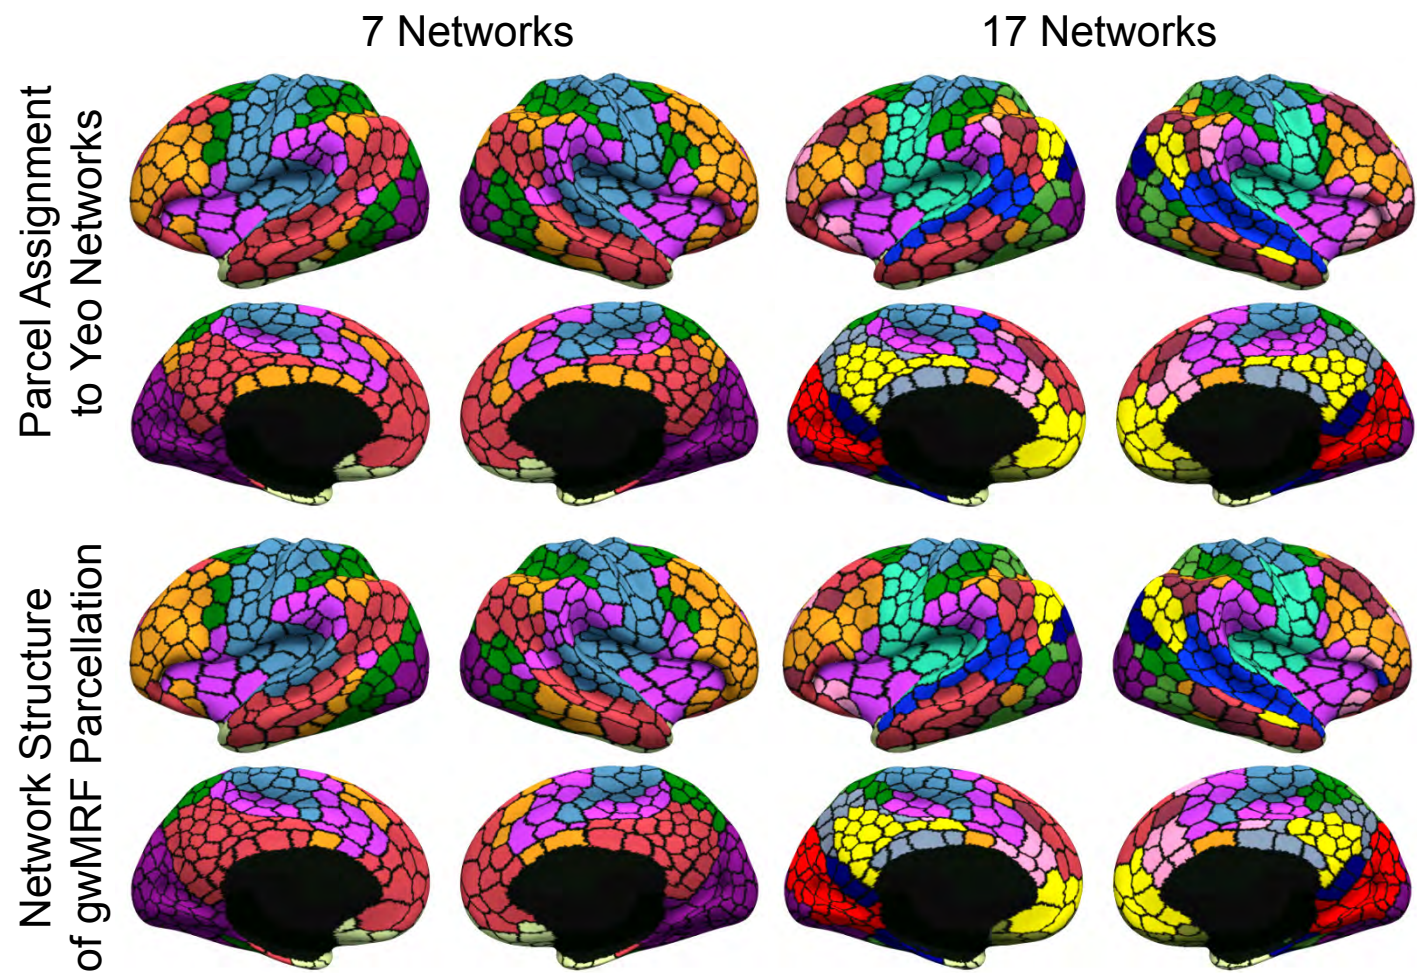 7 Networks
17 Networks
Parcel Assignment
to Yeo Networks
Network Structure
of gwMRF Parcellation